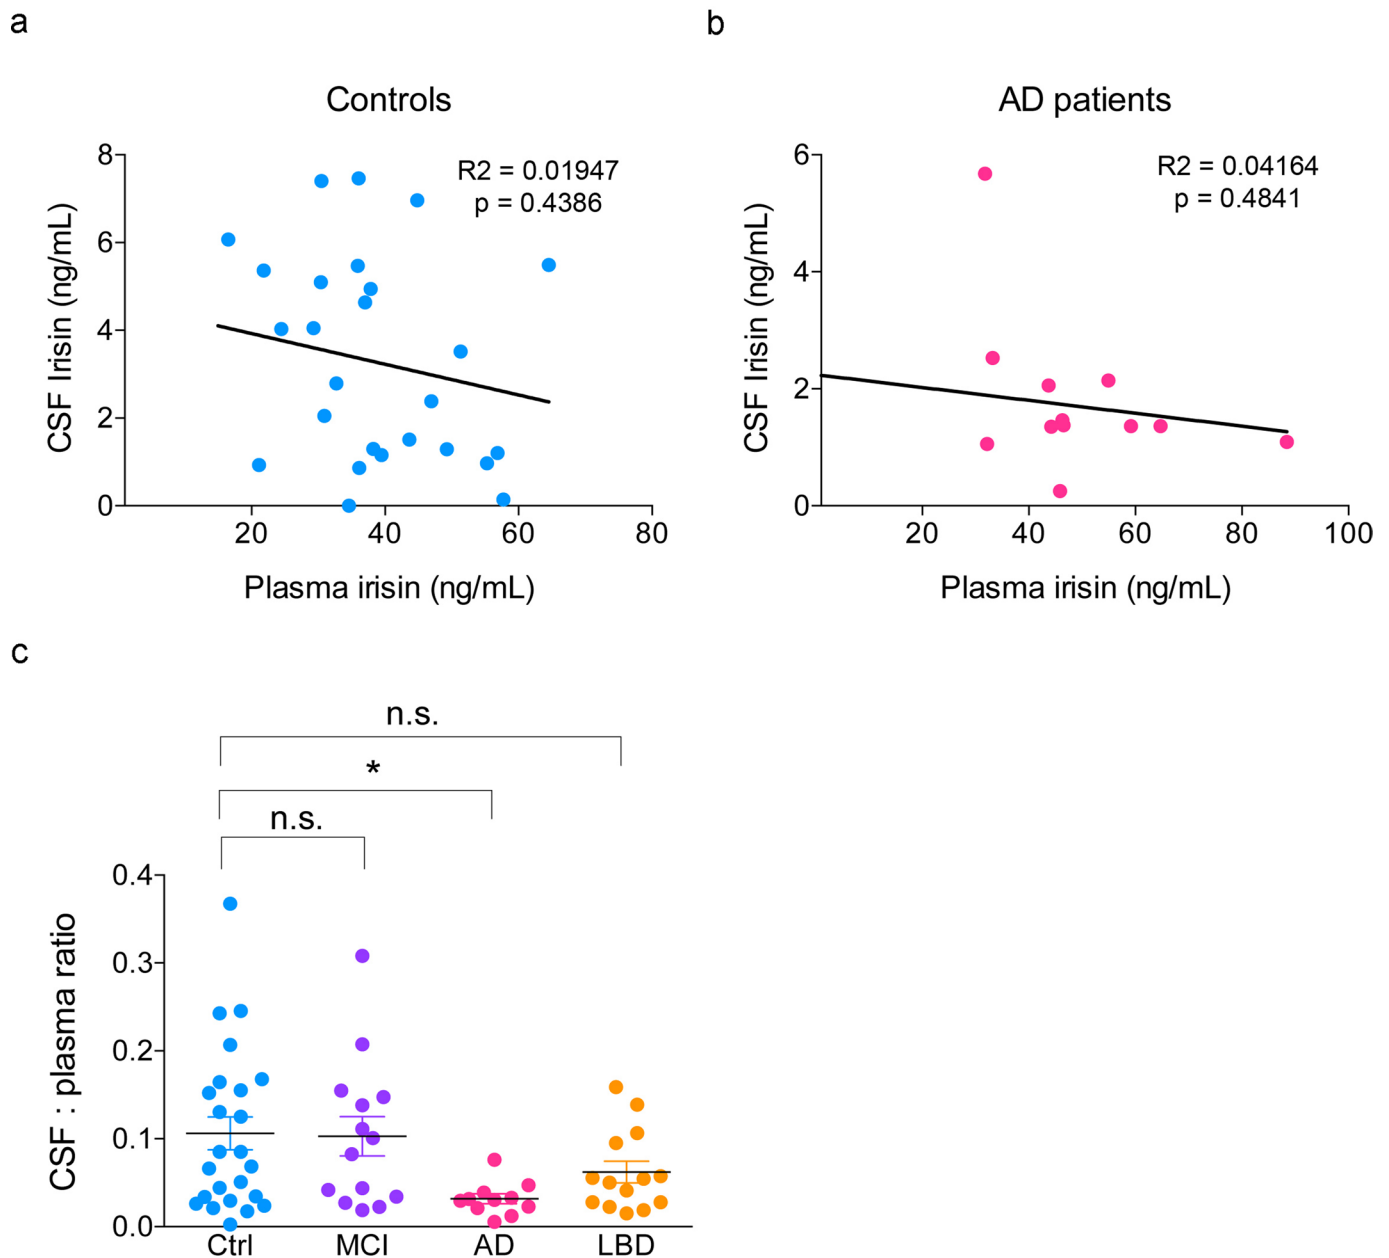 a
Controls
R2 = 0.01947
p = 0.4386
CSF Irisin (ng/mL)
8
6
4
2
0
20 40 60 80
Plasma irisin (ng/mL)
b
AD patients
R2 = 0.04164
p = 0.4841
CSF Irisin (ng/mL)
6
4
2
0
20 40 60 80 100
Plasma irisin (ng/mL)
c
n.s.
*
n.s.
CSF : plasma ratio
0.4
0.3
0.2
0.1
0.0
Ctrl MCI AD LBD